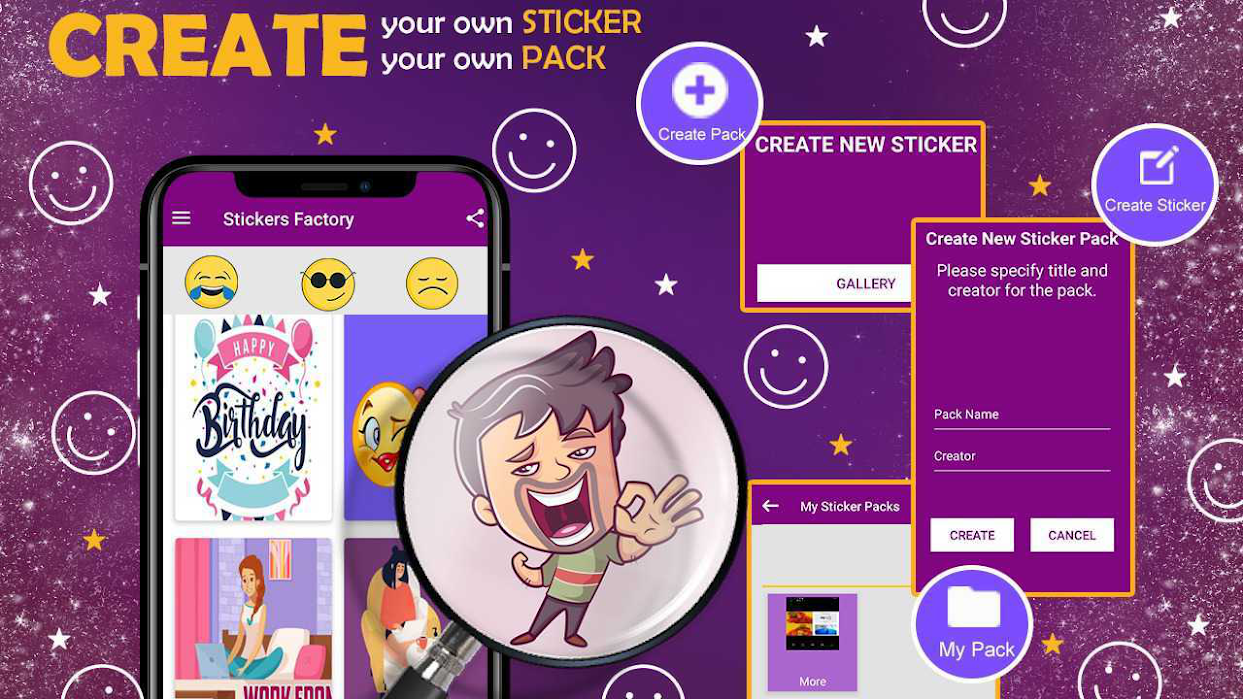 CREATE your own STICKER
your own PACK
Create Pack
CREATE NEW STICKER
Create Sticker
Stickers Factory
Create New Sticker Pack
Please specify title and
creator for the pack.
GALLERY
HAPPY
Birthday
Pack Name
Creator
My Sticker Packs
CREATE CANCEL
My Pack
More
WORK FROM